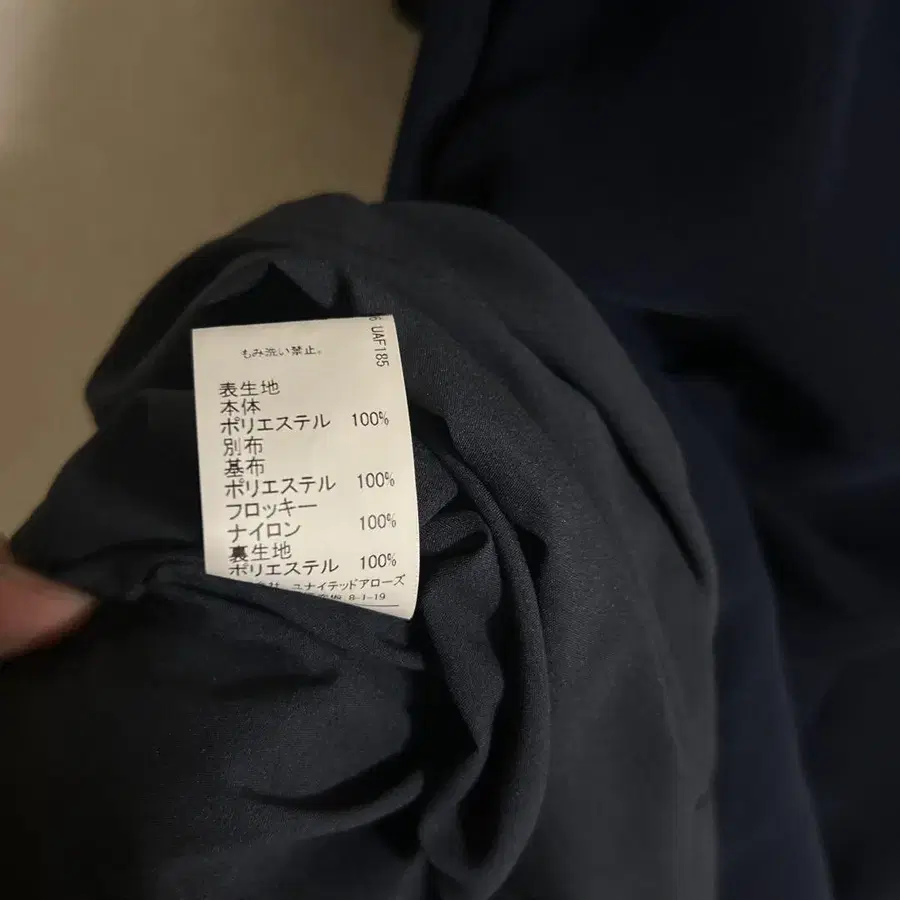 もみ洗い禁止。
表生地
本体
ポリエステル 100%
別布
基布
ポリエステル 100%
フロッキー
ナイロン 100%
裏生地
ポリエステル 100%
ユナイテッドアローズ
8-1-19
6 UAF185